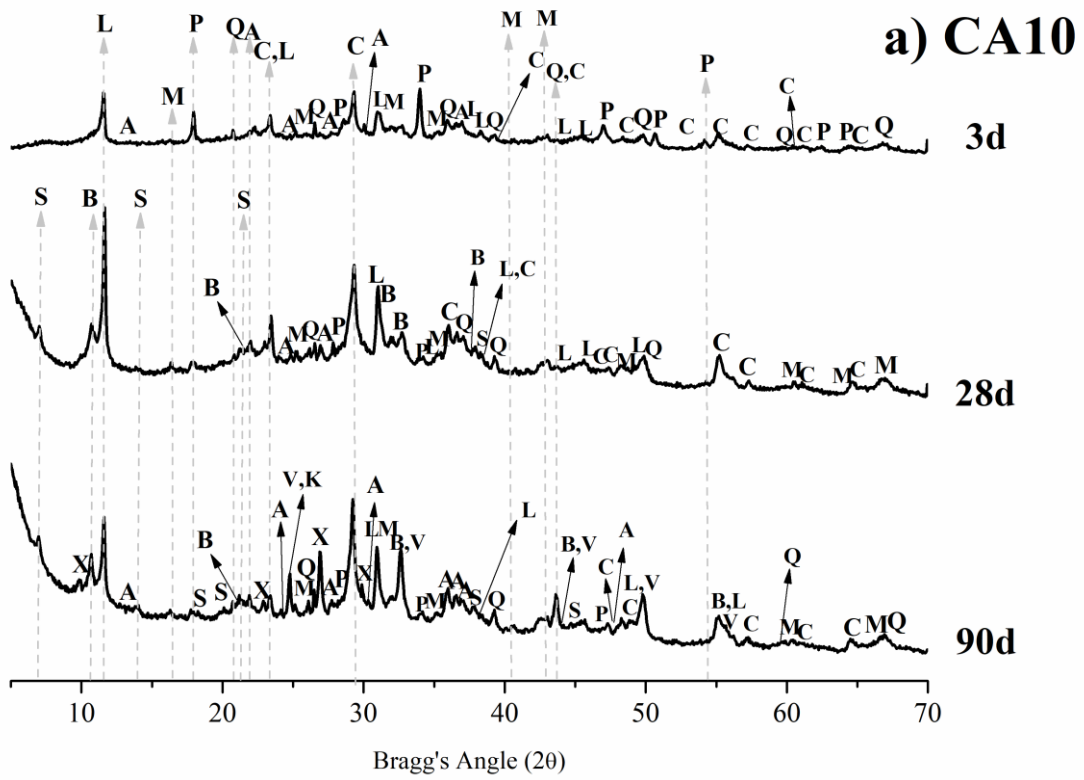 a) CA10
L P Q A C,L C A M M Q,C P
A M A M Q A P L M P M Q A L L Q C L L P C Q P C C C Q C C P P C Q
3d
S B S S
B A M Q A P L B B P L M C Q B S L,C Q L L C C M L Q C C M C M C M
28d
X A S S B X A V,K M Q X A P X A L M B,V P M A A A S L Q B,V S C P A C L,V B,L V C Q M C C M Q
90d
10 20 30 40 50 60 70
Bragg's Angle (2θ)